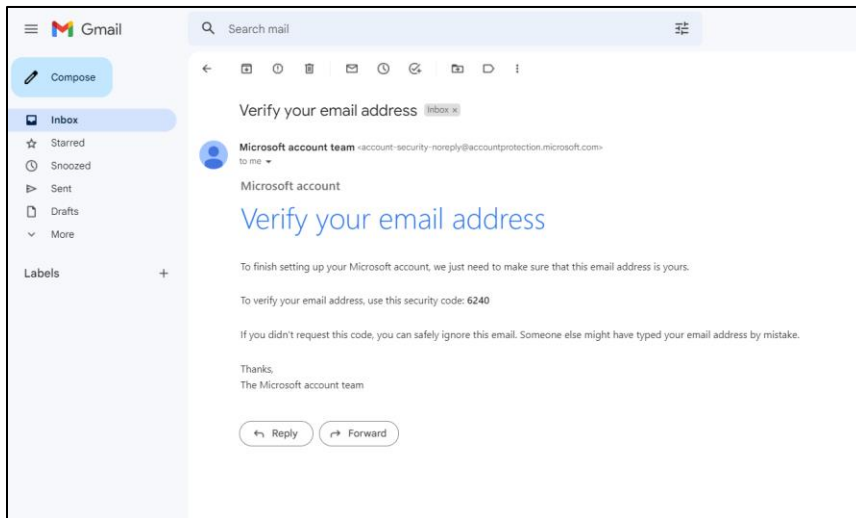 Gmail
Search mail
Compose
Inbox
Starred
Snoozed
Sent
Drafts
More
Labels
Verify your email address Inbox ×
Microsoft account team <account-security-noreply@accountprotection.microsoft.com>
to me
Microsoft account
Verify your email address
To finish setting up your Microsoft account, we just need to make sure that this email address is yours.
To verify your email address, use this security code: 6240
If you didn't request this code, you can safely ignore this email. Someone else might have typed your email address by mistake.
Thanks,
The Microsoft account team
Reply Forward